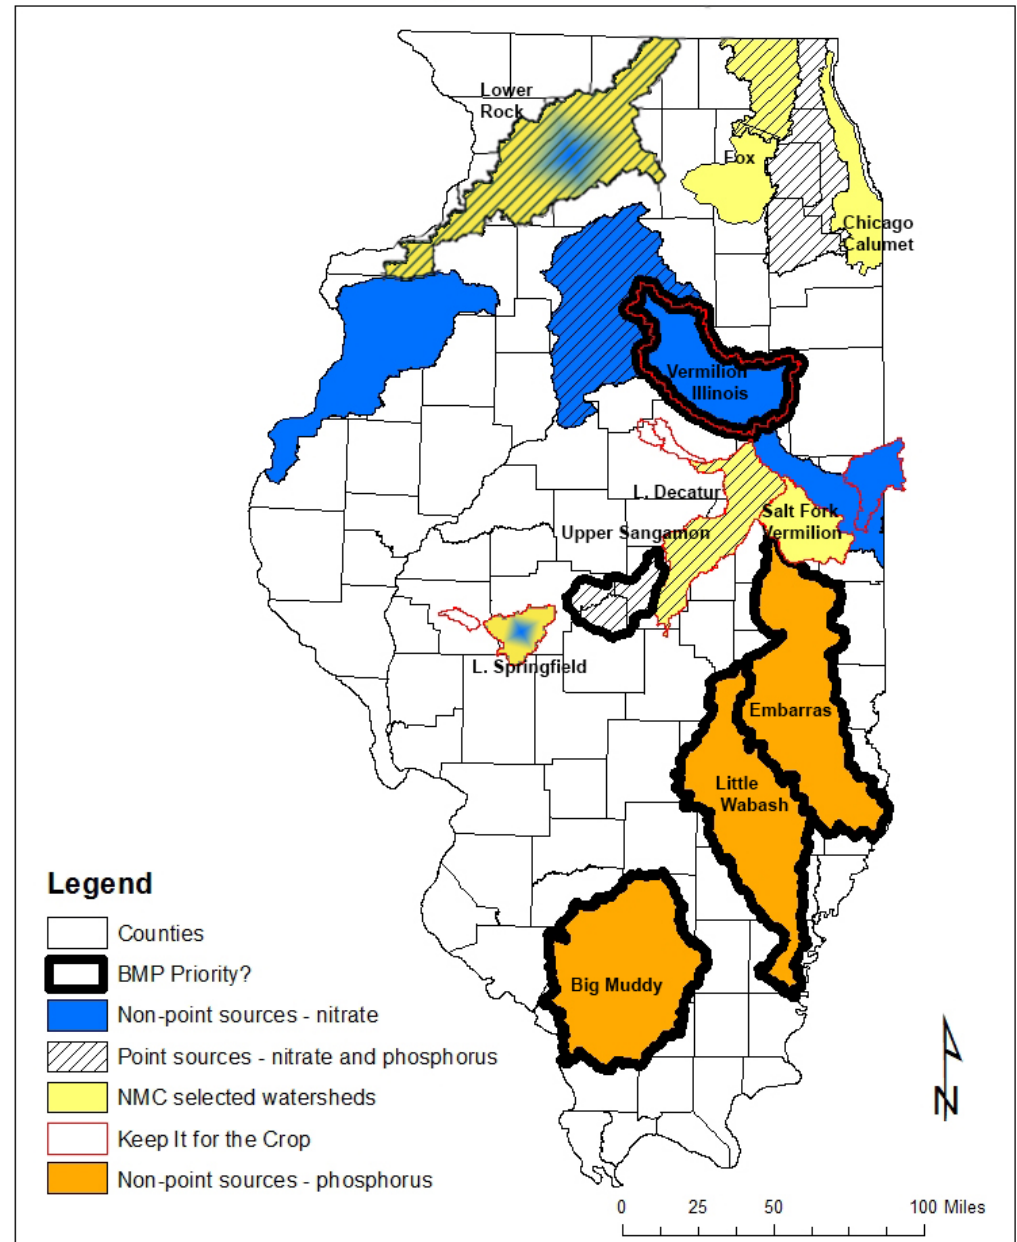 Lower
Rock
Fox
Chicago
Calumet
Vermilion
Illinois
L. Decatur
Salt Fork
Vermilion
Upper Sangamon
L. Springfield
Embarras
Little
Wabash
Big Muddy
Legend
Counties
BMP Priority?
Non-point sources - nitrate
Point sources - nitrate and phosphorus
NMC selected watersheds
Keep It for the Crop
Non-point sources - phosphorus
N
0 25 50 100 Miles